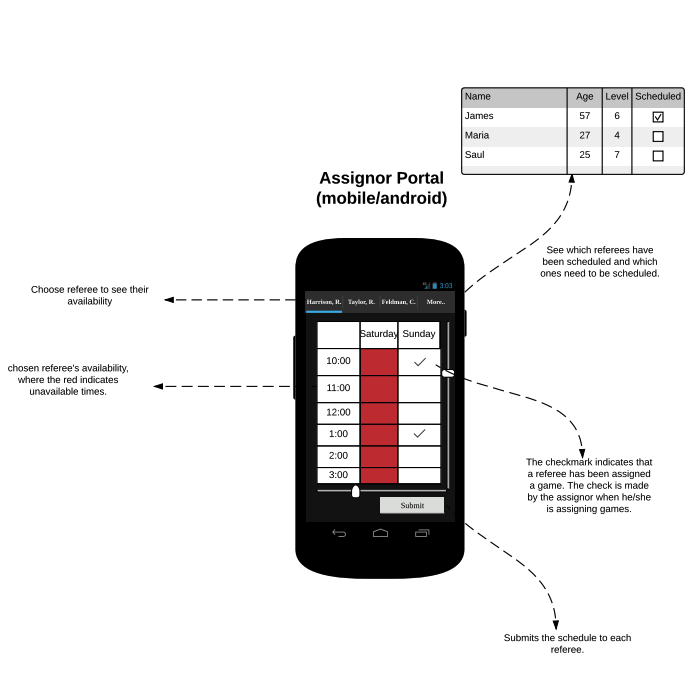 Name Age Level Scheduled
James 57 6
Maria 27 4
Saul 25 7
Assignor Portal
(mobile/android)
See which referees have
been scheduled and which
ones need to be scheduled.
Choose referee to see their
availability
chosen referee's availability,
where the red indicates
unavailable times.
3:03
Harrison, R. Taylor, R. Feldman, C. More..
Saturday Sunday
10:00
11:00
12:00
1:00
2:00
3:00
Submit
The checkmark indicates that
a referee has been assigned
a game. The check is made
by the assignor when he/she
is assigning games.
Submits the schedule to each
referee.